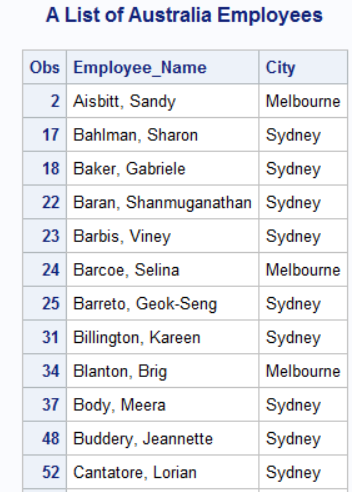 A List of Australia Employees
Obs Employee_Name City
2 Aisbitt, Sandy Melbourne
17 Bahlman, Sharon Sydney
18 Baker, Gabriele Sydney
22 Baran, Shanmuganathan Sydney
23 Barbis, Viney Sydney
24 Barcoe, Selina Melbourne
25 Barreto, Geok-Seng Sydney
31 Billington, Kareen Sydney
34 Blanton, Brig Melbourne
37 Body, Meera Sydney
48 Buddery, Jeannette Sydney
52 Cantatore, Lorian Sydney